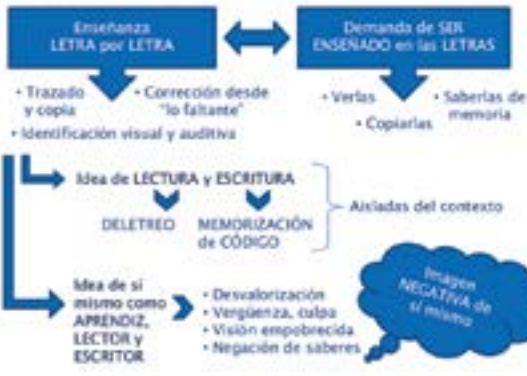 Enseñanza
LETRA por LETRA
Demanda de SER
ENSEÑADO en las LETRAS
• Trazado
y copia
• Corrección desde
"lo faltante"
• Identificación visual y auditiva
• Verlas
• Copiarlas
• Saberlas de
memoria
Idea de LECTURA y ESCRITURA
DELETREO
MEMORIZACIÓN
de CÓDIGO
Aisladas del contexto
Idea de sí
mismo como
APRENDIZ,
LECTOR y
ESCRITOR
• Desvalorización
• Vergüenza, culpa
• Visión empobrecida
• Negación de saberes
Imagen
NEGATIVA de
sí mismo